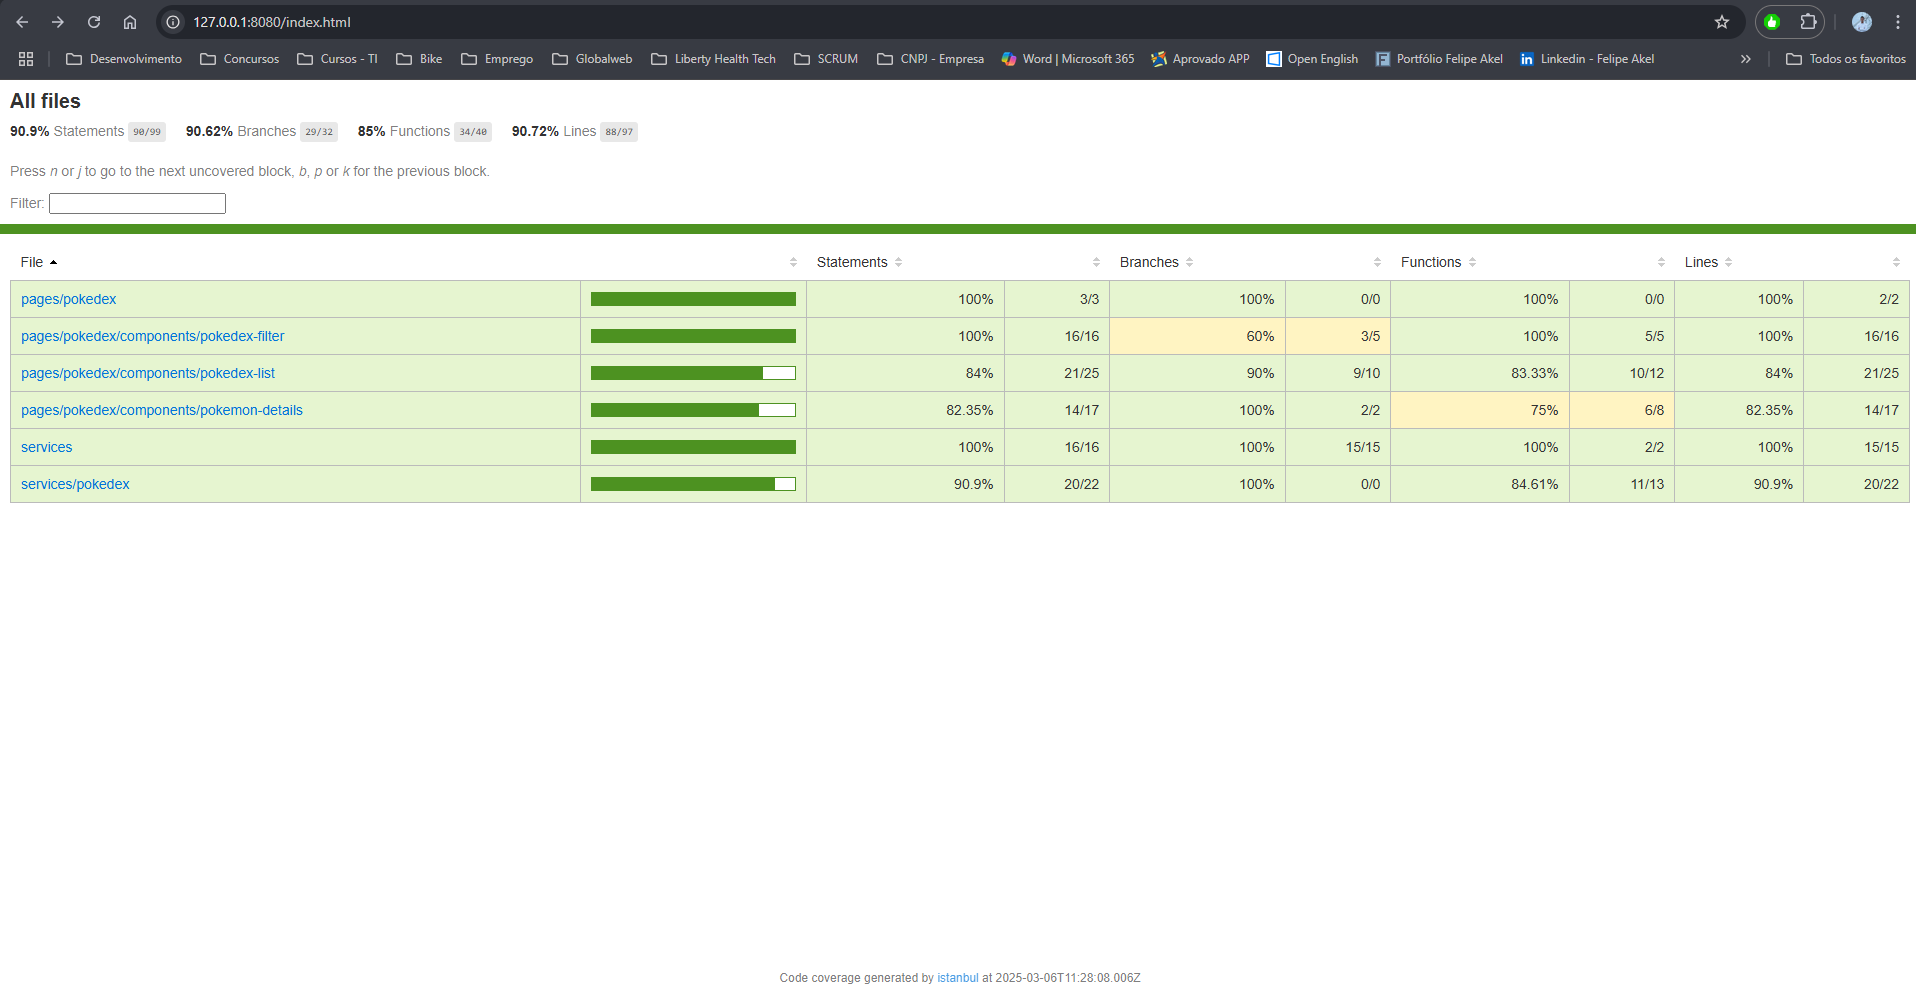 127.0.0.1:8080/index.html
Desenvolvimento Concursos Cursos - TI Bike Emprego Globalweb Liberty Health Tech SCRUM CNPJ - Empresa Word | Microsoft 365 Aprovado APP Open English Portfólio Felipe Akel Linkedin - Felipe Akel » Todos os favoritos
All files
90.9% Statements 90/99 90.62% Branches 29/32 85% Functions 34/40 90.72% Lines 88/97
Press n or j to go to the next uncovered block, b, p or k for the previous block.
Filter:
File Statements Branches Functions Lines
pages/pokedex 100% 3/3 100% 0/0 100% 0/0 100% 2/2
pages/pokedex/components/pokedex-filter 100% 16/16 60% 3/5 100% 5/5 100% 16/16
pages/pokedex/components/pokedex-list 84% 21/25 90% 9/10 83.33% 10/12 84% 21/25
pages/pokedex/components/pokemon-details 82.35% 14/17 100% 2/2 75% 6/8 82.35% 14/17
services 100% 16/16 100% 15/15 100% 2/2 100% 15/15
services/pokedex 90.9% 20/22 100% 0/0 84.61% 11/13 90.9% 20/22
Code coverage generated by istanbul at 2025-03-06T11:28:08.006Z